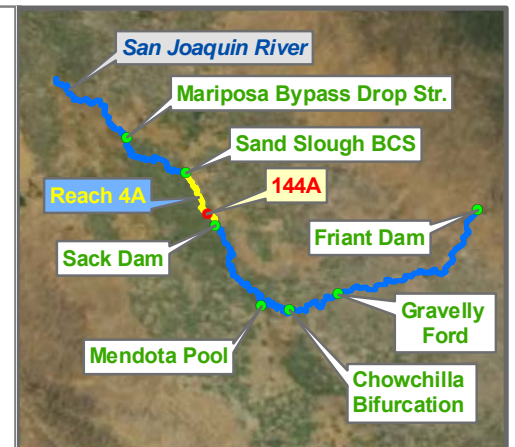 San Joaquin River
Mariposa Bypass Drop Str.
Sand Slough BCS
Reach 4A
144A
Sack Dam
Friant Dam
Gravelly
Ford
Mendota Pool
Chowchilla
Bifurcation